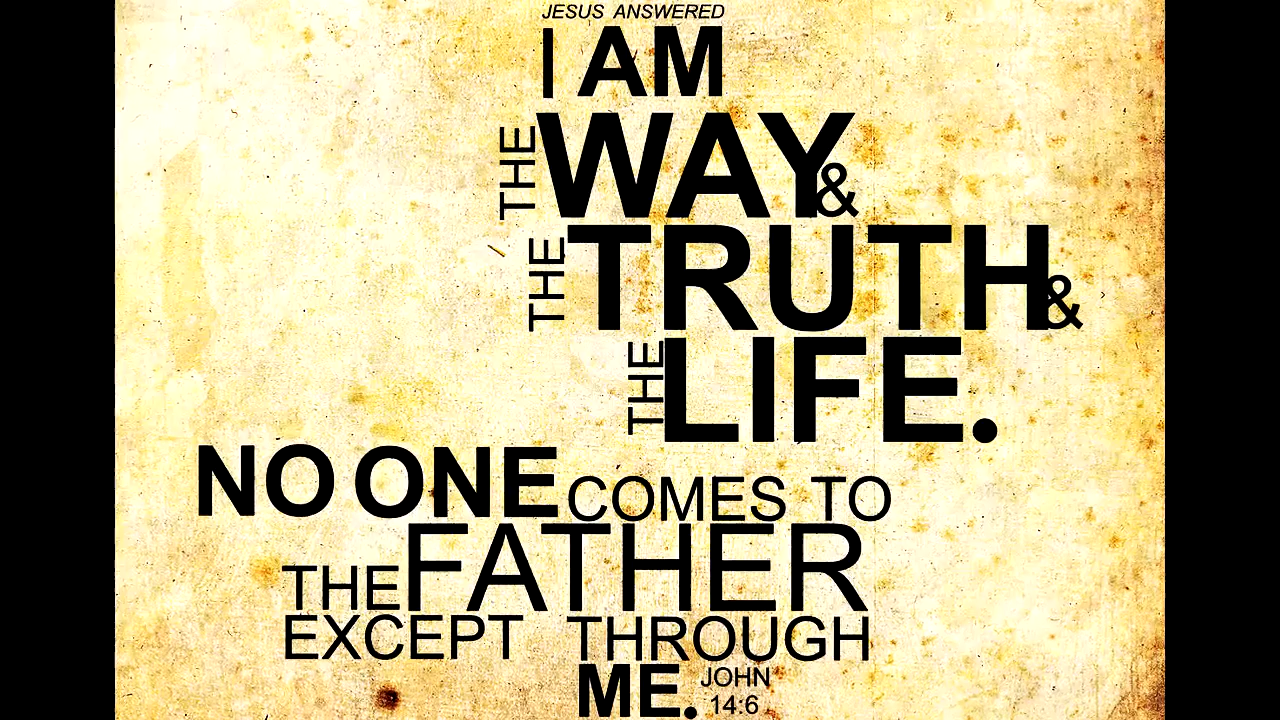 JESUS ANSWERED
I AM
THE WAY &
THE TRUTH &
THE LIFE.
NO ONE COMES TO
THE FATHER
EXCEPT THROUGH
ME. JOHN
14:6